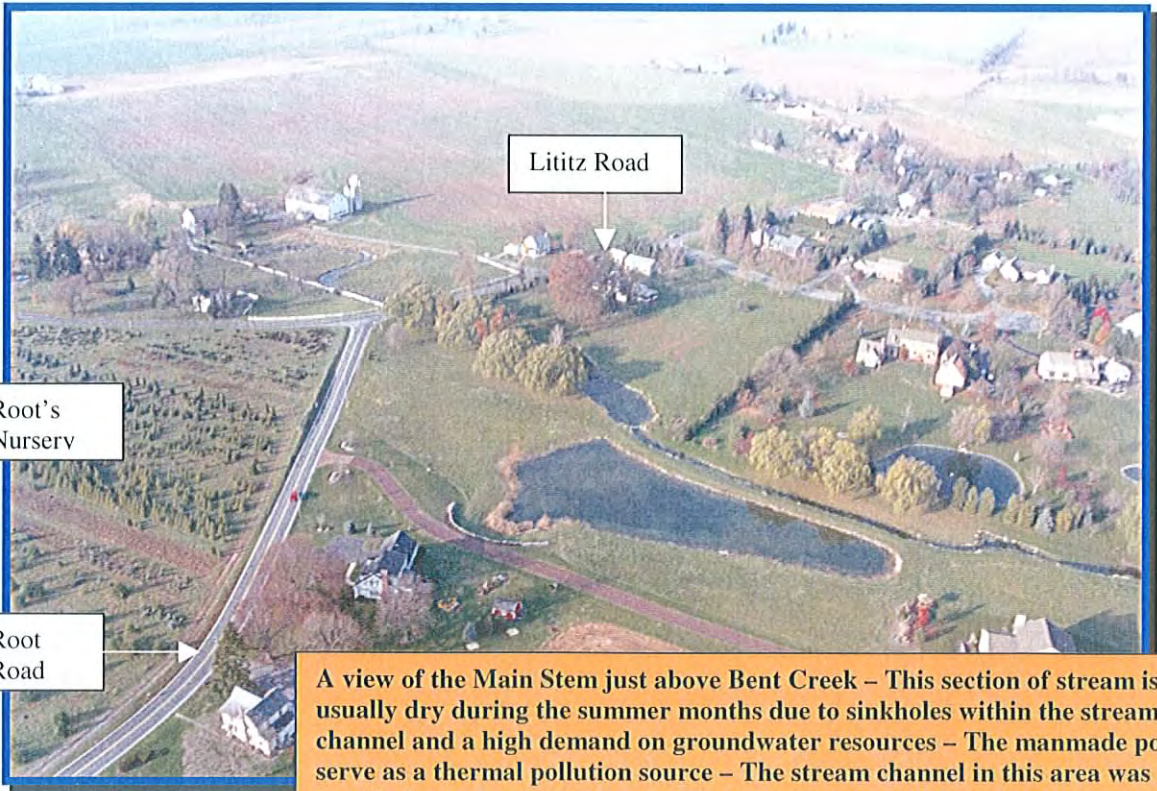 Lititz Road
Root's
Nursery
Root
Road
A view of the Main Stem just above Bent Creek – This section of stream is
usually dry during the summer months due to sinkholes within the stream
channel and a high demand on groundwater resources – The manmade po
serve as a thermal pollution source – The stream channel in this area was